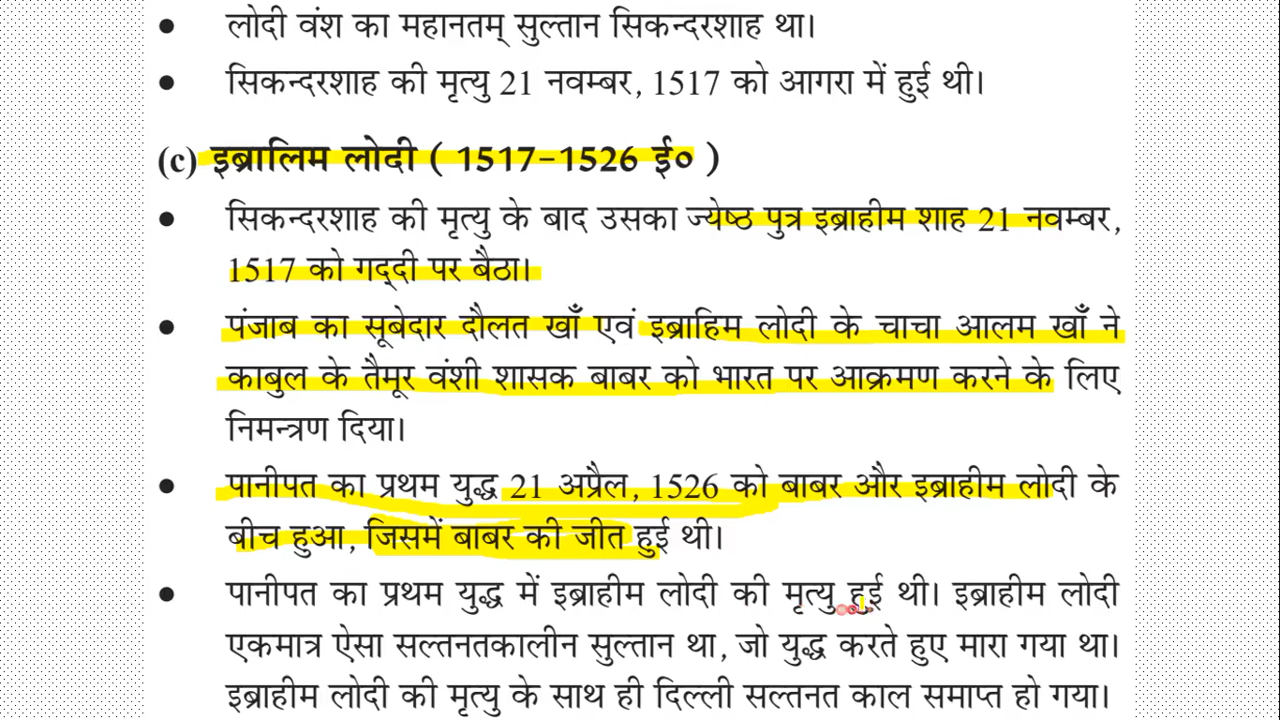 ● लोदी वंश का महानतम् सुल्तान सिकन्दरशाह था।
● सिकन्दरशाह की मृत्यु 21 नवम्बर, 1517 को आगरा में हुई थी।
(c) इब्रालिम लोदी ( 1517-1526 ई० )
● सिकन्दरशाह की मृत्यु के बाद उसका ज्येष्ठ पुत्र इब्राहीम शाह 21 नवम्बर,
1517 को गद्दी पर बैठा।
● पंजाब का सूबेदार दौलत खाँ एवं इब्राहिम लोदी के चाचा आलम खाँ ने
काबुल के तैमूर वंशी शासक बाबर को भारत पर आक्रमण करने के लिए
निमन्त्रण दिया।
● पानीपत का प्रथम युद्ध 21 अप्रैल, 1526 को बाबर और इब्राहीम लोदी के
बीच हुआ, जिसमें बाबर की जीत हुई थी।
● पानीपत का प्रथम युद्ध में इब्राहीम लोदी की मृत्यु हुई थी। इब्राहीम लोदी
एकमात्र ऐसा सल्तनतकालीन सुल्तान था, जो युद्ध करते हुए मारा गया था।
इब्राहीम लोदी की मृत्यु के साथ ही दिल्ली सल्तनत काल समाप्त हो गया।